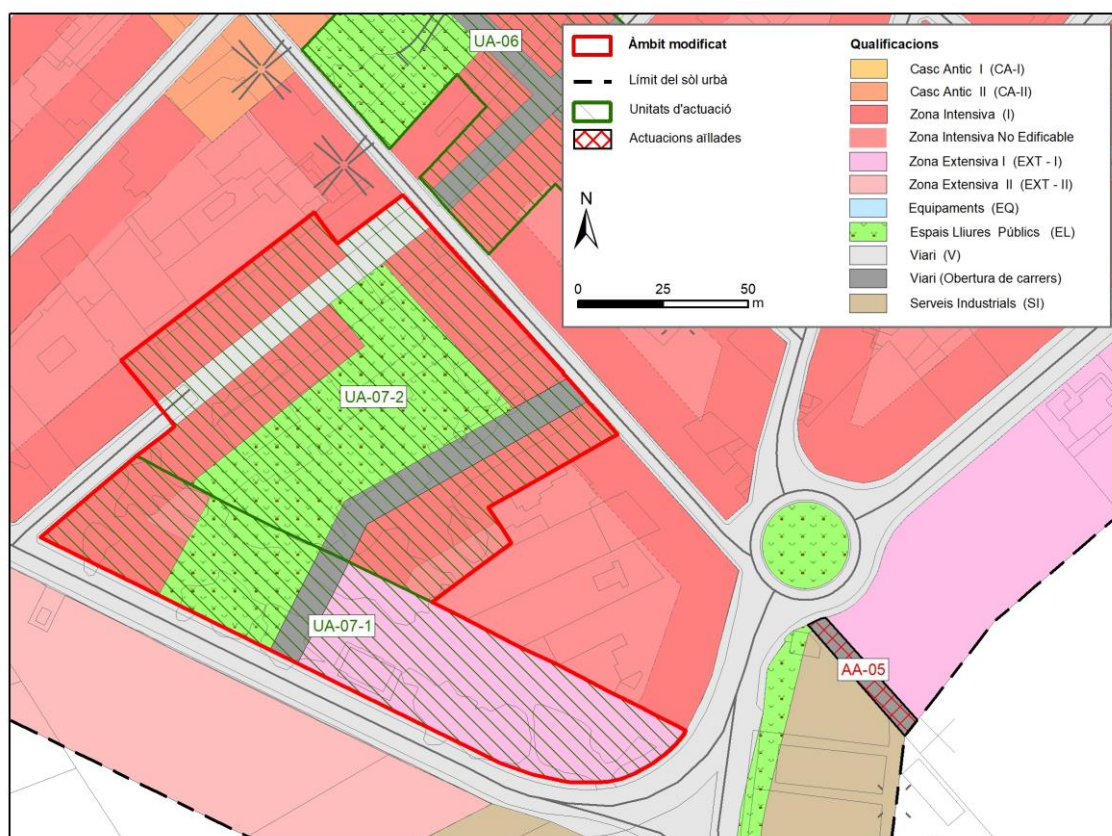 UA-06
UA-07-2
UA-07-1
AA-05
Àmbit modificat
Límit del sòl urbà
Unitats d'actuació
Actuacions aïllades
N
0 25 50
m
Qualificacions
Casc Antic I (CA-I)
Casc Antic II (CA-II)
Zona Intensiva (I)
Zona Intensiva No Edificable
Zona Extensiva I (EXT - I)
Zona Extensiva II (EXT - II)
Equipaments (EQ)
Espais Lliures Públics (EL)
Viari (V)
Viari (Obertura de carrers)
Serveis Industrials (SI)